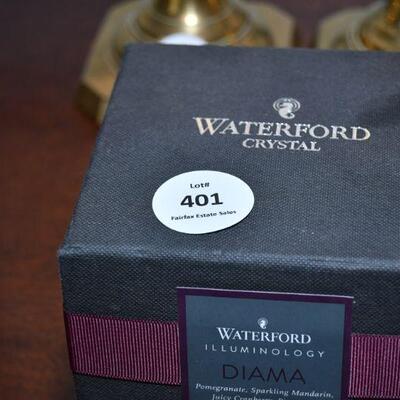 WATERFORD
CRYSTAL
Lot#
401
Fairfax Estate Sales
WATERFORD
ILLUMINOLOGY
DIAMA
Pomegranate, Sparkling Mandarin,
Juicy Cranberry,